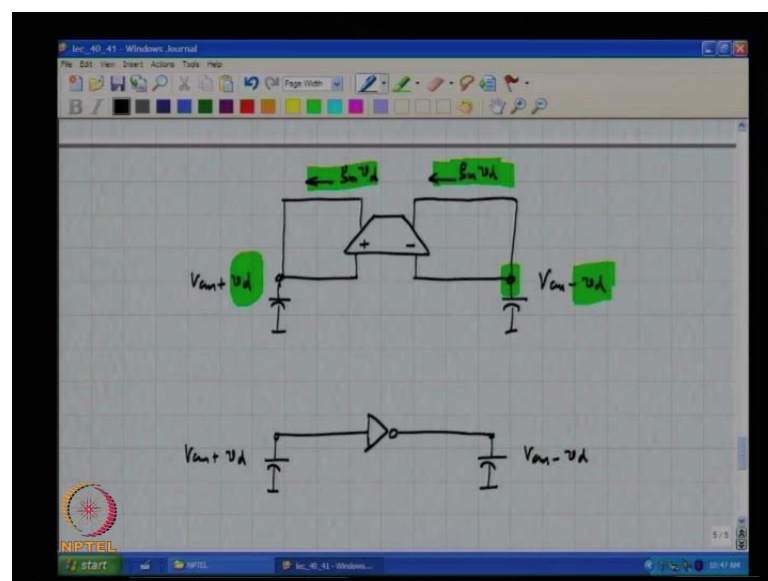 lec_40_41 - Windows Journal
File Edit View Insert Actions Tools Help
Page Width
B I
← gm vd ← gm vd
+ -
Vcm + vd Vcm - vd
Vcm + vd Vcm - vd
5 / 5
NPTEL
start NPTEL lec_40_41 - Windows... 10:47 AM